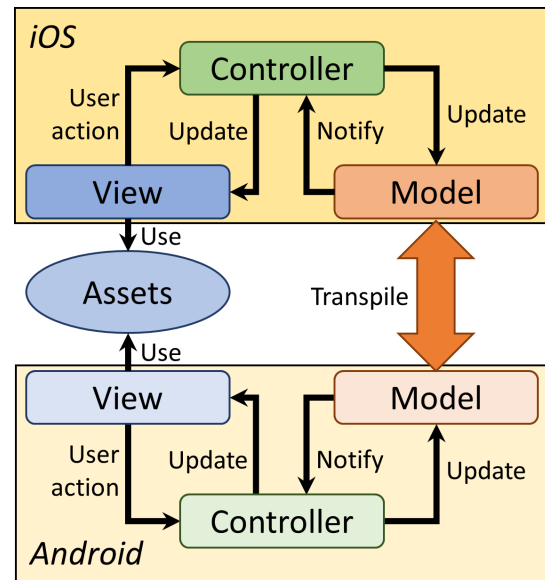 iOS
Controller
User
action
Update
Notify
Update
View
Model
Use
Assets
Transpile
Use
View
Model
User
action
Update
Notify
Update
Controller
Android